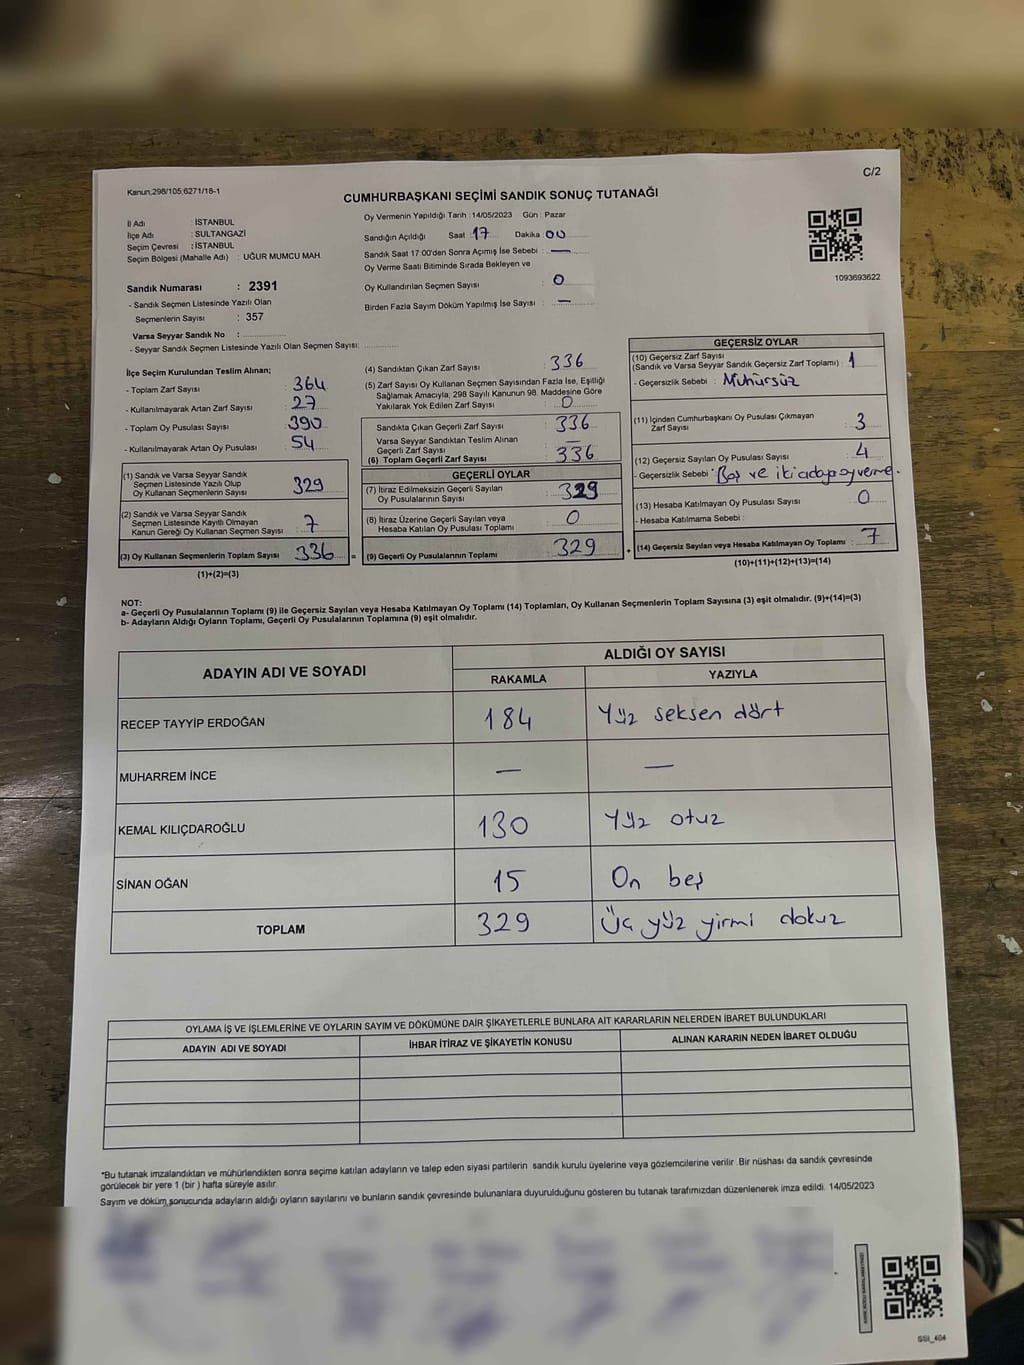 C/2
Kanun:298/105;6271/18-1
CUMHURBAŞKANI SEÇİMİ SANDIK SONUÇ TUTANAĞI
İl Adı : İSTANBUL
İlçe Adı : SULTANGAZİ
Seçim Çevresi : İSTANBUL
Seçim Bölgesi (Mahalle Adı) : UĞUR MUMCU MAH.
Oy Vermenin Yapıldığı Tarih : 14/05/2023 Gün : Pazar
Sandığın Açıldığı Saat : 17 Dakika : 00
Sandık Saat 17:00'den Sonra Açımış İse Sebebi : —
Oy Verme Saati Bitiminde Sırada Bekleyen ve
Oy Kullandırılan Seçmen Sayısı : 0
Birden Fazla Sayım Döküm Yapılmış İse Sayısı : —
1093693622
Sandık Numarası : 2391
- Sandık Seçmen Listesinde Yazılı Olan
Seçmenlerin Sayısı : 357
Varsa Seyyar Sandık No :
- Seyyar Sandık Seçmen Listesinde Yazılı Olan Seçmen Sayısı:
İlçe Seçim Kurulundan Teslim Alınan;
- Toplam Zarf Sayısı : 364
- Kullanılmayarak Artan Zarf Sayısı : 27
- Toplam Oy Pusulası Sayısı : 390
- Kullanılmayarak Artan Oy Pusulası : 54
(1) Sandık ve Varsa Seyyar Sandık
Seçmen Listesinde Yazılı Olup
Oy Kullanan Seçmenlerin Sayısı : 329
(2) Sandık ve Varsa Seyyar Sandık
Seçmen Listesinde Kayıtlı Olmayan
Kanun Gereği Oy Kullanan Seçmen Sayısı : 7
(3) Oy Kullanan Seçmenlerin Toplam Sayısı : 336 =
(1)+(2)=(3)
(4) Sandıktan Çıkan Zarf Sayısı : 336
(5) Zarf Sayısı Oy Kullanan Seçmen Sayısından Fazla İse, Eşitliği
Sağlamak Amacıyla, 298 Sayılı Kanunun 98. Maddesine Göre
Yakılarak Yok Edilen Zarf Sayısı : 0
Sandıkta Çıkan Geçerli Zarf Sayısı : 336
Varsa Seyyar Sandıktan Teslim Alınan
Geçerli Zarf Sayısı : —
(6) Toplam Geçerli Zarf Sayısı : 336
GEÇERLİ OYLAR
(7) İtiraz Edilmeksizin Geçerli Sayılan
Oy Pusulalarının Sayısı : 329
(8) İtiraz Üzerine Geçerli Sayılan veya
Hesaba Katılan Oy Pusulası Toplamı : 0
(9) Geçerli Oy Pusulalarının Toplamı : 329
GEÇERSİZ OYLAR
(10) Geçersiz Zarf Sayısı
(Sandık ve Varsa Seyyar Sandık Geçersiz Zarf Toplamı) : 1
- Geçersizlik Sebebi : Mühürsüz
(11) İçinden Cumhurbaşkanı Oy Pusulası Çıkmayan
Zarf Sayısı : 3
(12) Geçersiz Sayılan Oy Pusulası Sayısı : 4
- Geçersizlik Sebebi : Boş ve iki adaya oy verme.
(13) Hesaba Katılmayan Oy Pusulası Sayısı : 0
- Hesaba Katılmama Sebebi :
(14) Geçersiz Sayılan veya Hesaba Katılmayan Oy Toplamı : 7
(10)+(11)+(12)+(13)=(14)
NOT:
a- Geçerli Oy Pusulalarının Toplamı (9) ile Geçersiz Sayılan veya Hesaba Katılmayan Oy Toplamı (14) Toplamları, Oy Kullanan Seçmenlerin Toplam Sayısına (3) eşit olmalıdır. (9)+(14)=(3)
b- Adayların Aldığı Oyların Toplamı, Geçerli Oy Pusulalarının Toplamına (9) eşit olmalıdır.
ADAYIN ADI VE SOYADI
ALDIĞI OY SAYISI
RAKAMLA YAZIYLA
RECEP TAYYİP ERDOĞAN 184 Yüz seksen dört
MUHARREM İNCE — —
KEMAL KILIÇDAROĞLU 130 Yüz otuz
SİNAN OĞAN 15 On beş
TOPLAM 329 Üç yüz yirmi dokuz
OYLAMA İŞ VE İŞLEMLERİNE VE OYLARIN SAYIM VE DÖKÜMÜNE DAİR ŞİKAYETLERLE BUNLARA AİT KARARLARIN NELERDEN İBARET BULUNDUKLARI
ADAYIN ADI VE SOYADI İHBAR İTİRAZ VE ŞİKAYETİN KONUSU ALINAN KARARIN NEDEN İBARET OLDUĞU
*Bu tutanak imzalandıktan ve mühürlendikten sonra seçime katılan adayların ve talep eden siyasi partilerin sandık kurulu üyelerine veya gözlemcilerine verilir. Bir nüshası da sandık çevresinde
görülecek bir yere 1 (bir) hafta süreyle asılır.
Sayım ve döküm sonucunda adayların aldığı oyların sayılarını ve bunların sandık çevresinde bulunanlara duyurulduğunu gösteren bu tutanak tarafımızdan düzenlenerek imza edildi. 14/05/2023
SSI_404